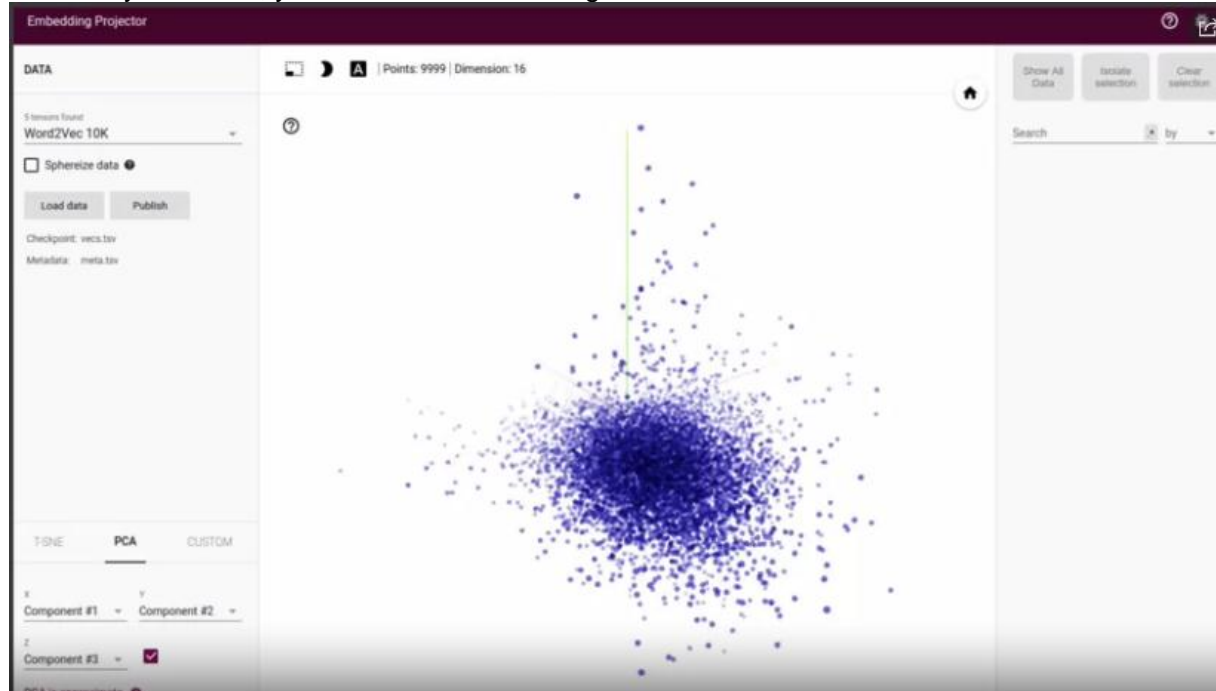 Embedding Projector
DATA
Points: 9999 | Dimension: 16
Show All Data
Isolate selection
Clear selection
5 tensors found
Word2Vec 10K
Search
by
Sphereize data
Load data
Publish
Checkpoint: vecs.tsv
Metadata: meta.tsv
T-SNE
PCA
CUSTOM
X
Y
Component #1
Component #2
Z
Component #3